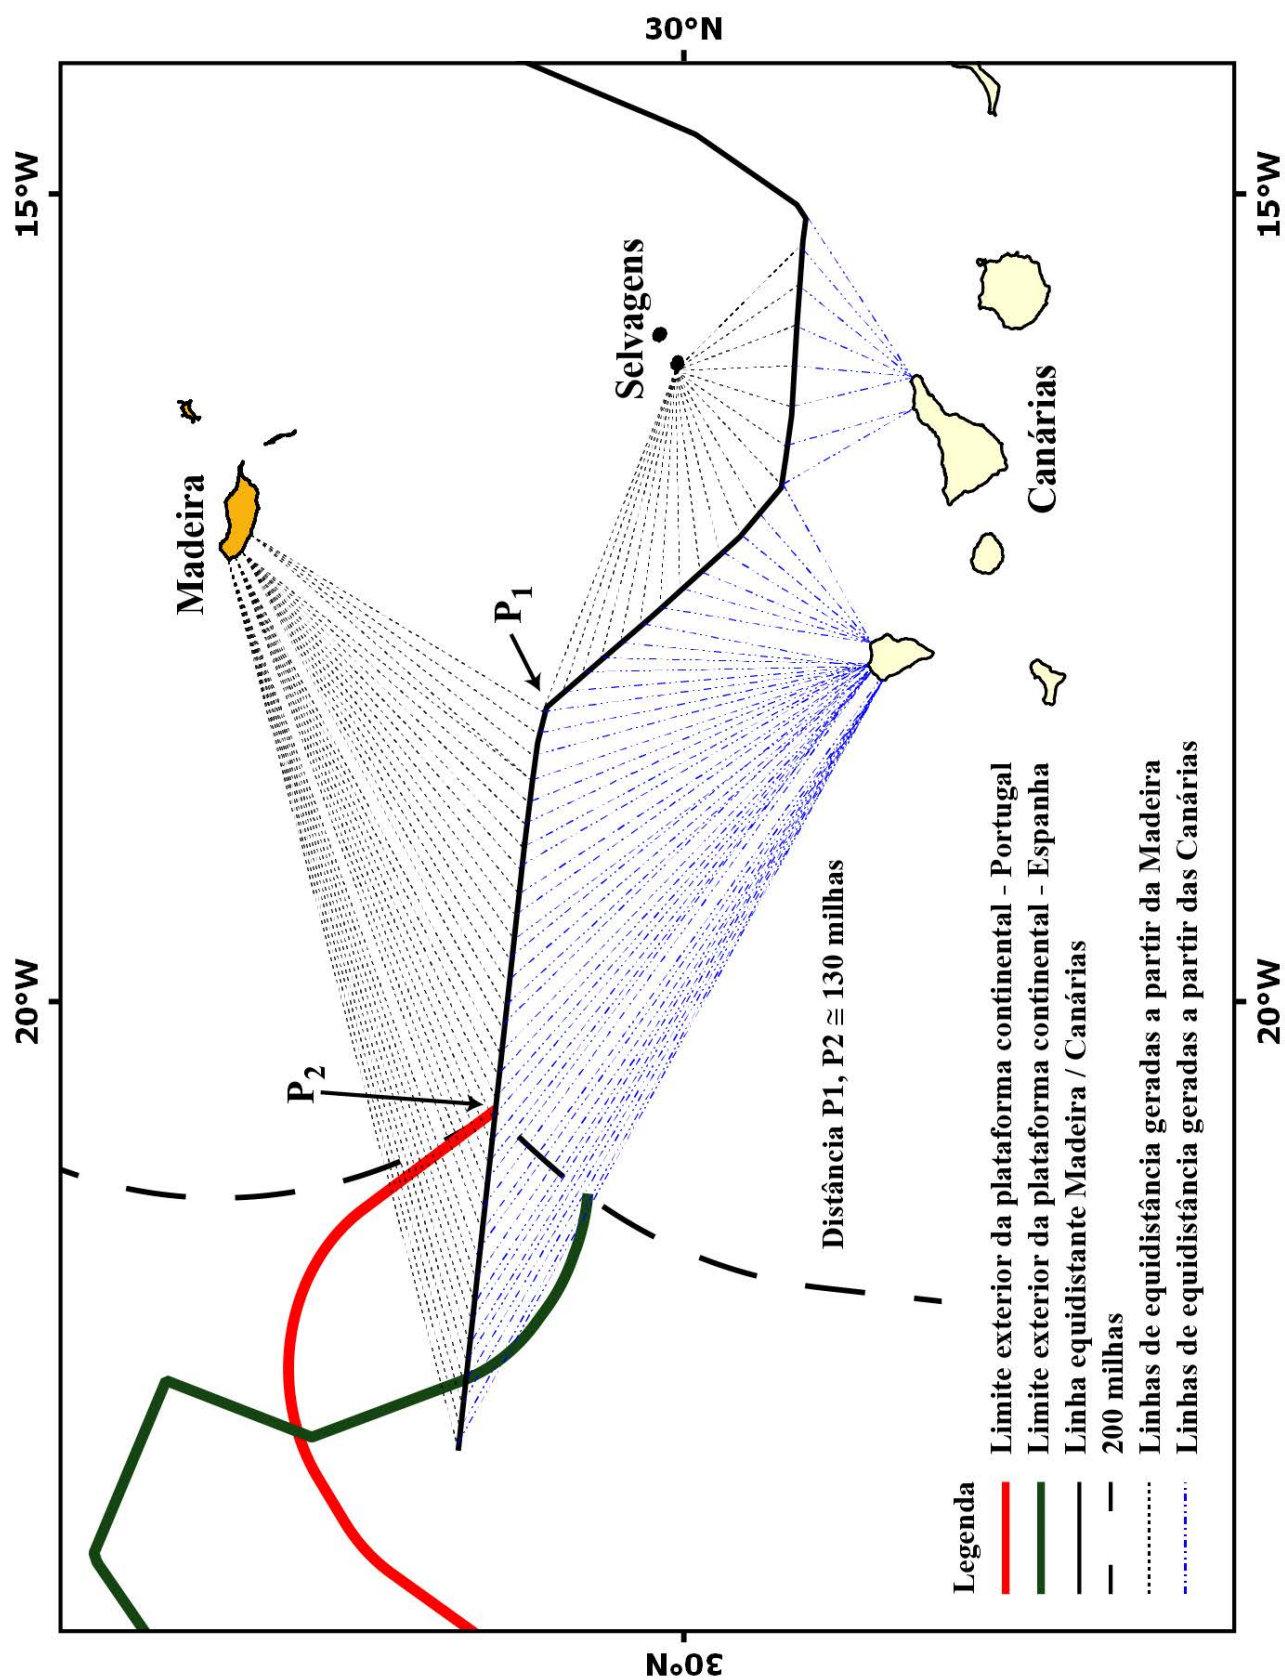 30°N
15°W
15°W
Madeira
Selvagens
P1
Canárias
20°W
20°W
P2
Distância P1, P2 ≅ 130 milhas
Legenda
Limite exterior da plataforma continental - Portugal
Limite exterior da plataforma continental - Espanha
Linha equidistante Madeira / Canárias
200 milhas
Linhas de equidistância geradas a partir da Madeira
Linhas de equidistância geradas a partir das Canárias
30°N